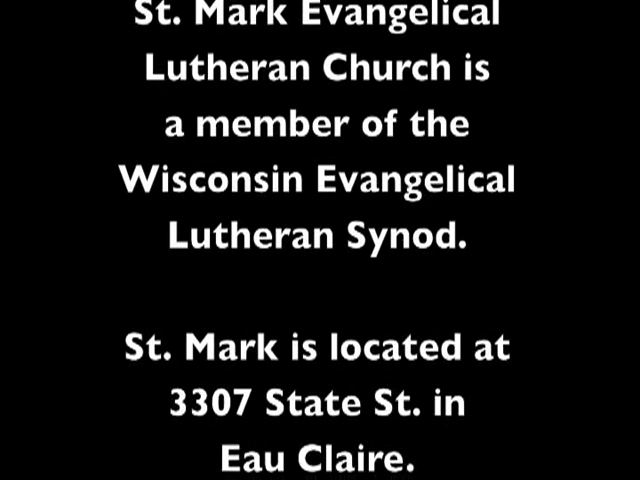 St. Mark Evangelical
Lutheran Church is
a member of the
Wisconsin Evangelical
Lutheran Synod.
St. Mark is located at
3307 State St. in
Eau Claire.